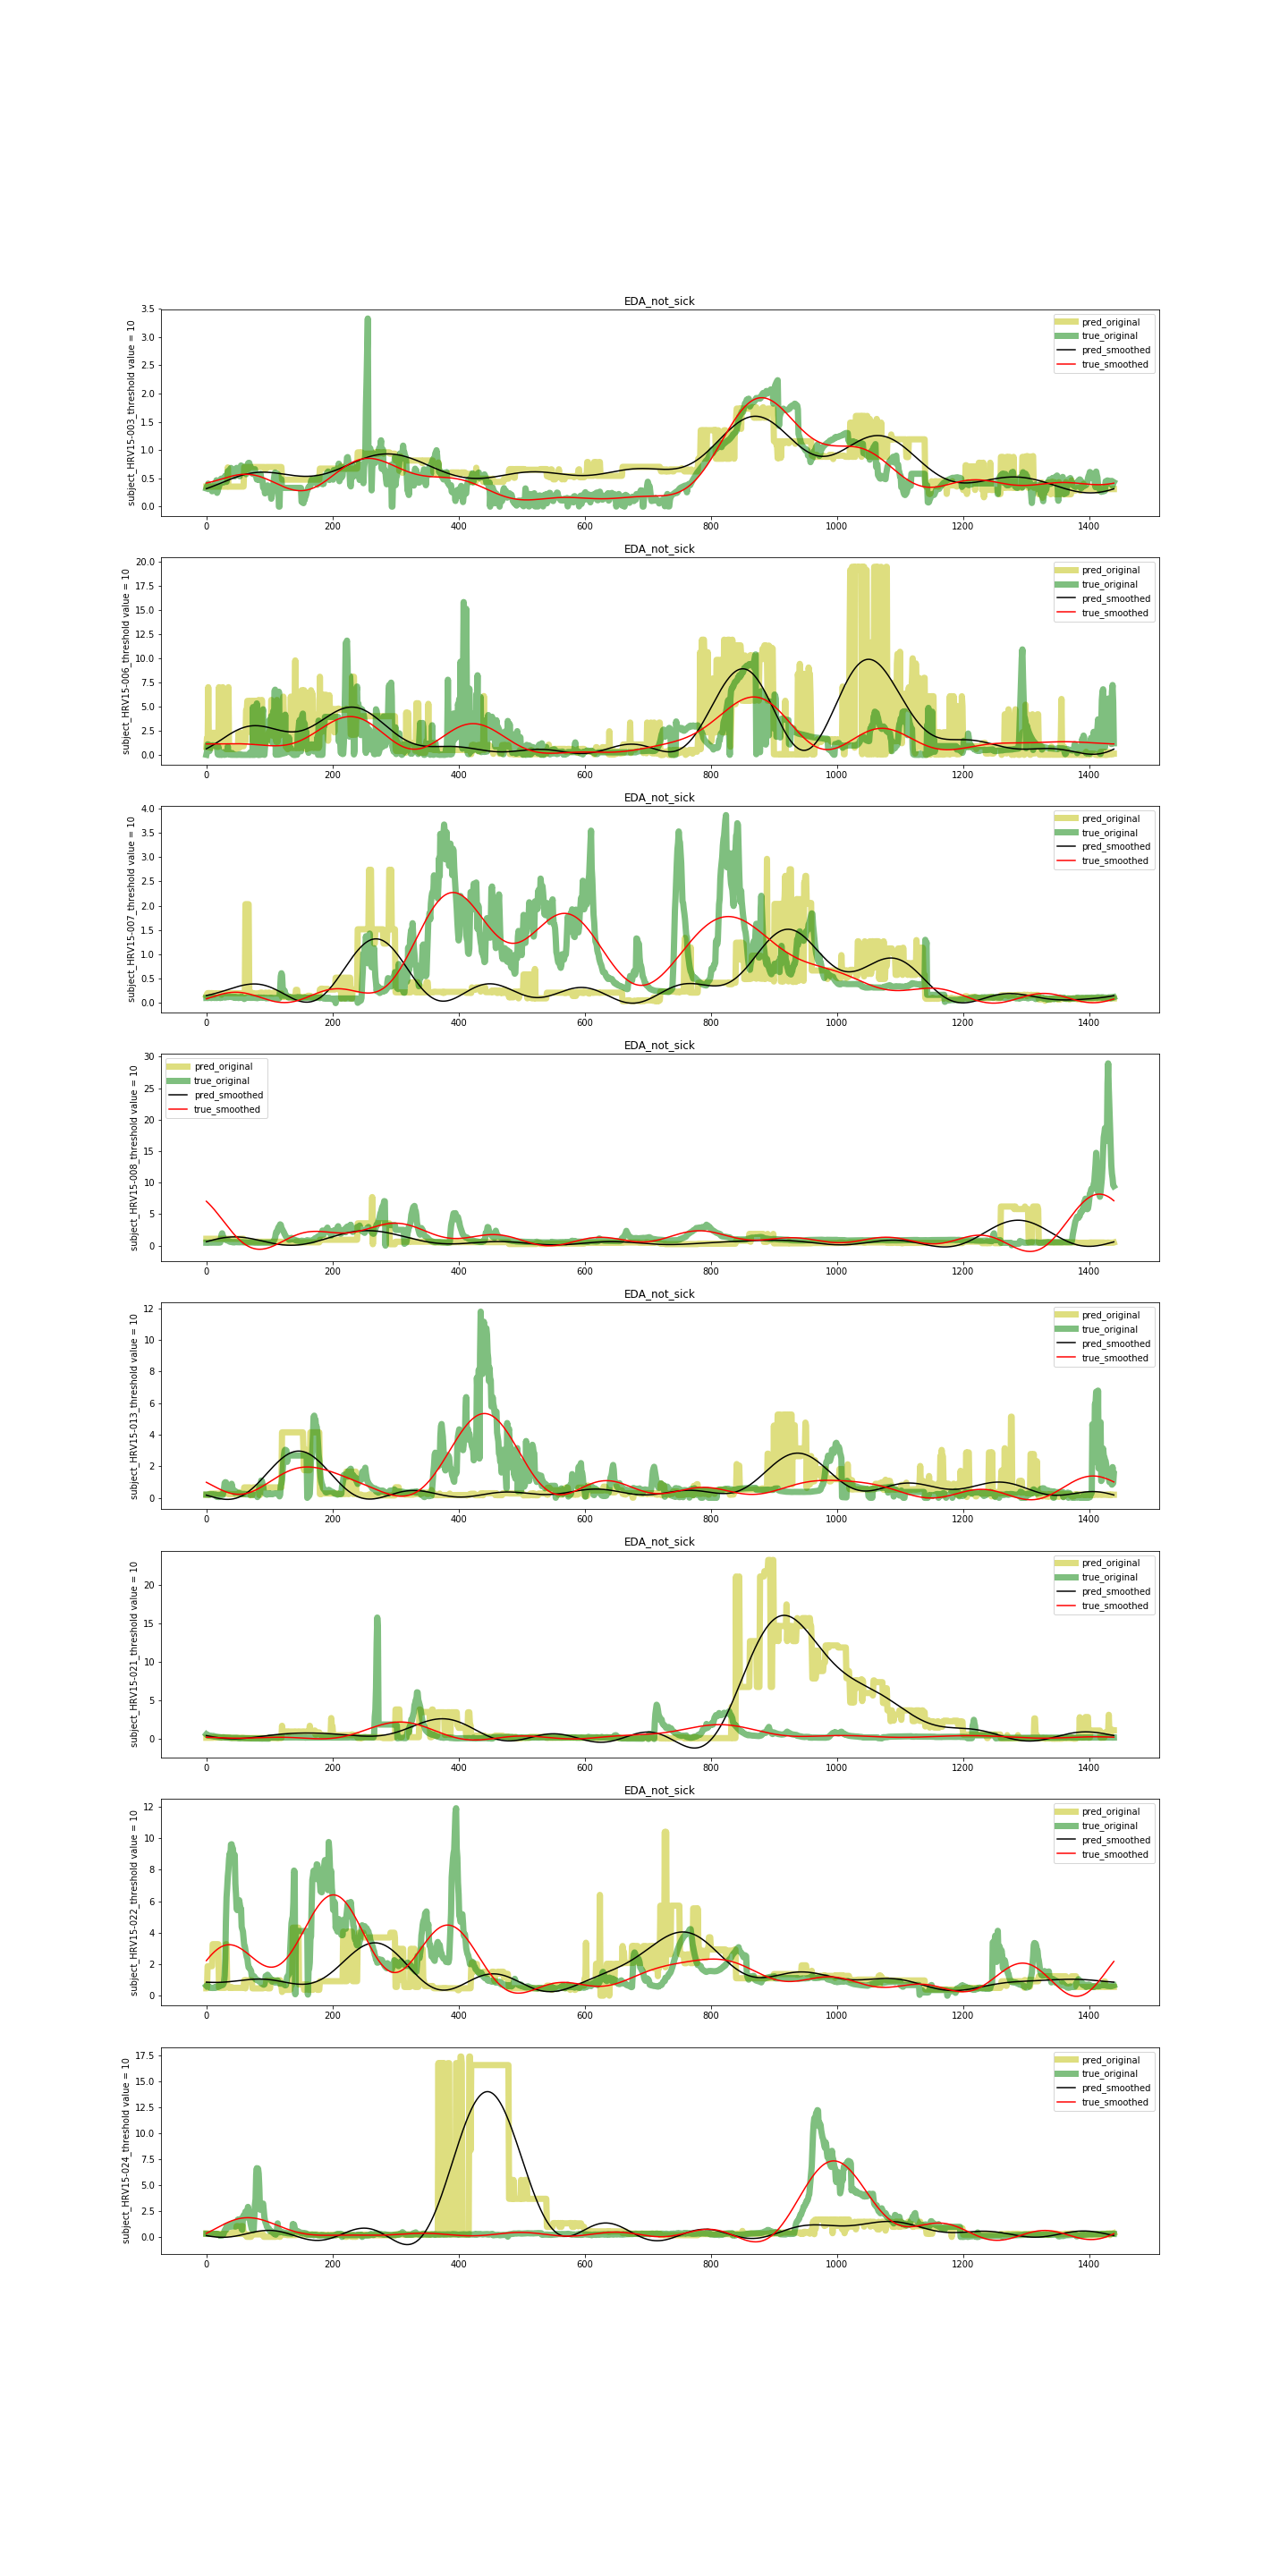 EDA_not_sick
subject_HRV15-003_threshold value = 10
3.5
3.0
2.5
2.0
1.5
1.0
0.5
0.0
pred_original
true_original
pred_smoothed
true_smoothed
0 200 400 600 800 1000 1200 1400
EDA_not_sick
subject_HRV15-006_threshold value = 10
20.0
17.5
15.0
12.5
10.0
7.5
5.0
2.5
0.0
pred_original
true_original
pred_smoothed
true_smoothed
0 200 400 600 800 1000 1200 1400
EDA_not_sick
subject_HRV15-007_threshold value = 10
4.0
3.5
3.0
2.5
2.0
1.5
1.0
0.5
0.0
pred_original
true_original
pred_smoothed
true_smoothed
0 200 400 600 800 1000 1200 1400
EDA_not_sick
subject_HRV15-008_threshold value = 10
30
25
20
15
10
5
0
pred_original
true_original
pred_smoothed
true_smoothed
0 200 400 600 800 1000 1200 1400
EDA_not_sick
subject_HRV15-013_threshold value = 10
12
10
8
6
4
2
0
pred_original
true_original
pred_smoothed
true_smoothed
0 200 400 600 800 1000 1200 1400
EDA_not_sick
subject_HRV15-021_threshold value = 10
20
15
10
5
0
pred_original
true_original
pred_smoothed
true_smoothed
0 200 400 600 800 1000 1200 1400
EDA_not_sick
subject_HRV15-022_threshold value = 10
12
10
8
6
4
2
0
pred_original
true_original
pred_smoothed
true_smoothed
0 200 400 600 800 1000 1200 1400
subject_HRV15-024_threshold value = 10
17.5
15.0
12.5
10.0
7.5
5.0
2.5
0.0
pred_original
true_original
pred_smoothed
true_smoothed
0 200 400 600 800 1000 1200 1400